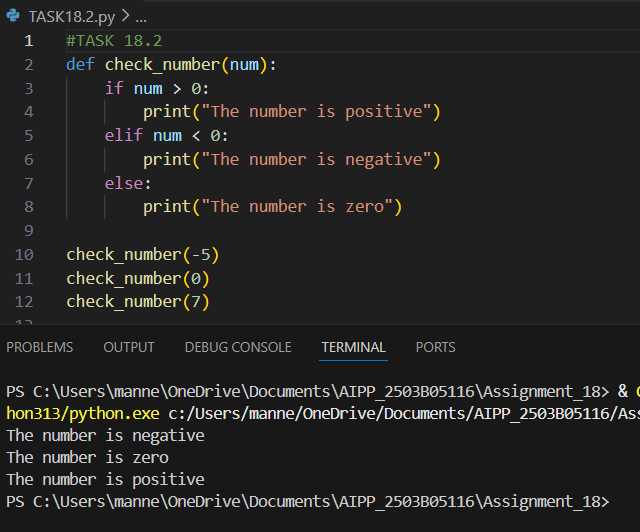 TASK18.2.py > ...
1 #TASK 18.2
2 def check_number(num):
3     if num > 0:
4         print("The number is positive")
5     elif num < 0:
6         print("The number is negative")
7     else:
8         print("The number is zero")
9
10 check_number(-5)
11 check_number(0)
12 check_number(7)
13
PROBLEMS OUTPUT DEBUG CONSOLE TERMINAL PORTS
PS C:\Users\manne\OneDrive\Documents\AIPP_2503B05116\Assignment_18> &
hon313/python.exe c:/Users/manne/OneDrive/Documents/AIPP_2503B05116/Ass
The number is negative
The number is zero
The number is positive
PS C:\Users\manne\OneDrive\Documents\AIPP_2503B05116\Assignment_18>